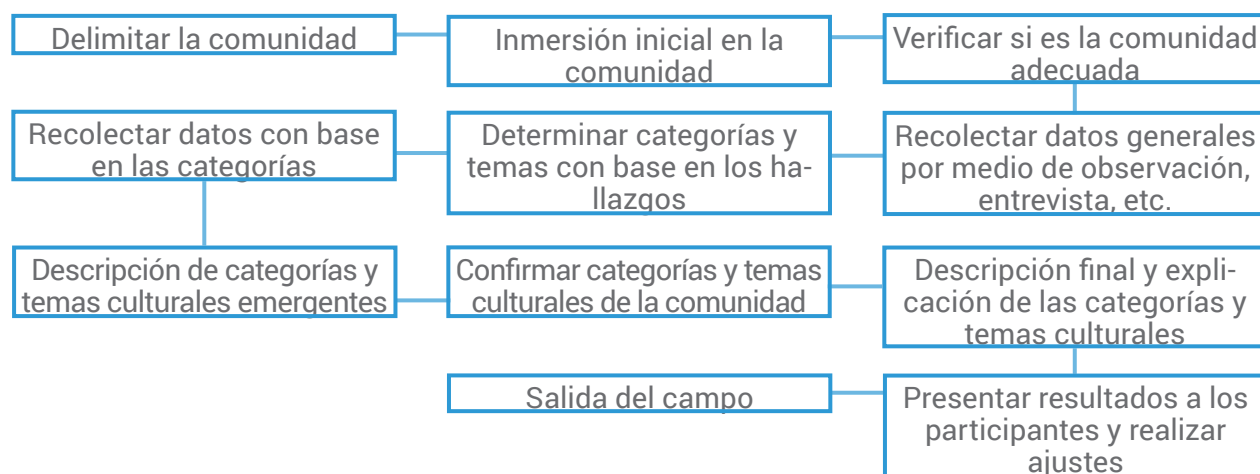 Delimitar la comunidad
Inmersión inicial en la
comunidad
Verificar si es la comunidad
adecuada
Recolectar datos con base
en las categorías
Determinar categorías y
temas con base en los ha-
llazgos
Recolectar datos generales
por medio de observación,
entrevista, etc.
Descripción de categorías y
temas culturales emergentes
Confirmar categorías y temas
culturales de la comunidad
Descripción final y expli-
cación de las categorías y
temas culturales
Salida del campo
Presentar resultados a los
participantes y realizar
ajustes